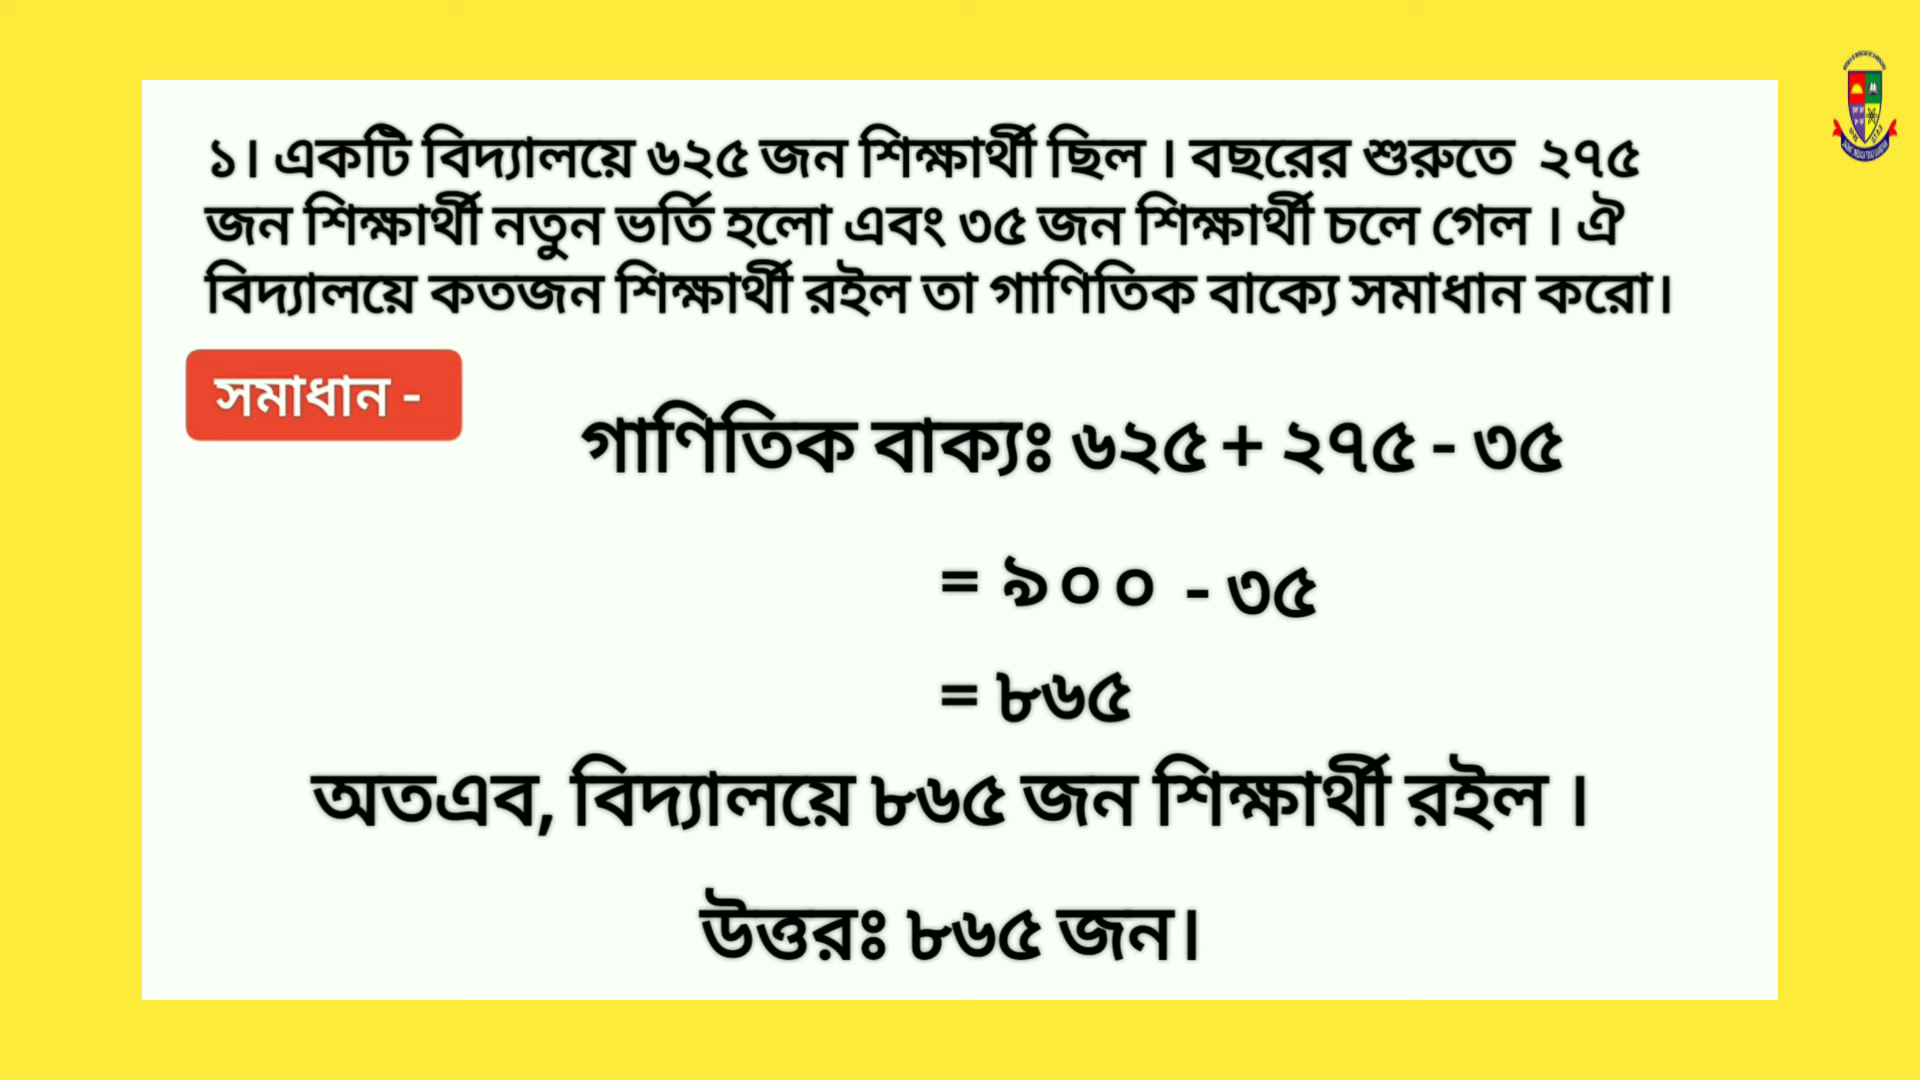 ১। একটি বিদ্যালয়ে ৬২৫ জন শিক্ষার্থী ছিল । বছরের শুরুতে ২৭৫
জন শিক্ষার্থী নতুন ভর্তি হলো এবং ৩৫ জন শিক্ষার্থী চলে গেল । ঐ
বিদ্যালয়ে কতজন শিক্ষার্থী রইল তা গাণিতিক বাক্যে সমাধান করো।
সমাধান -
গাণিতিক বাক্যঃ ৬২৫ + ২৭৫ - ৩৫
= ৯০০ - ৩৫
= ৮৬৫
অতএব, বিদ্যালয়ে ৮৬৫ জন শিক্ষার্থী রইল ।
উত্তরঃ ৮৬৫ জন।